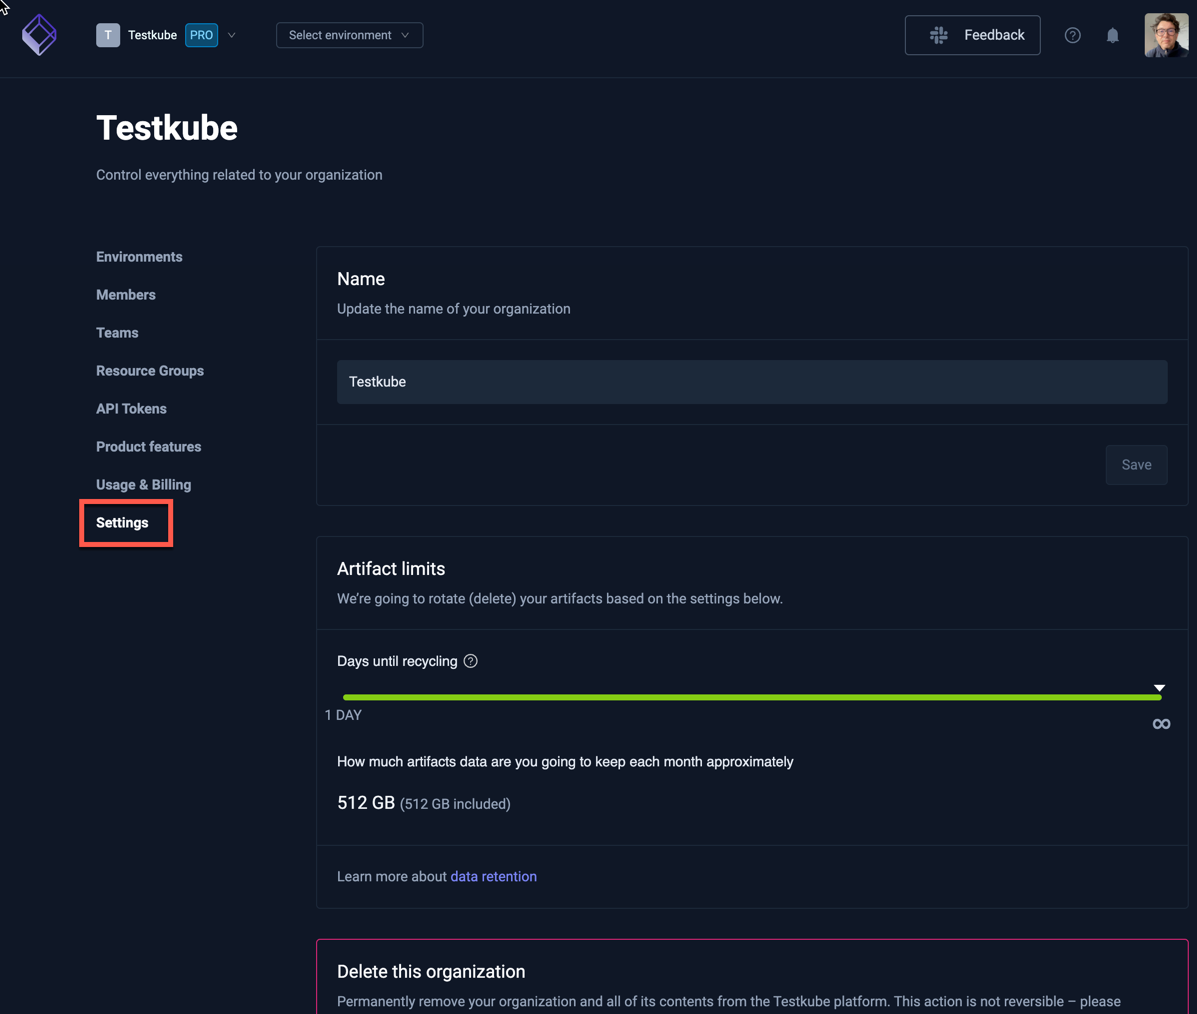 T Testkube PRO Select environment Feedback
Testkube
Control everything related to your organization
Environments
Members
Teams
Resource Groups
API Tokens
Product features
Usage & Billing
Settings
Name
Update the name of your organization
Testkube
Save
Artifact limits
We're going to rotate (delete) your artifacts based on the settings below.
Days until recycling
1 DAY
∞
How much artifacts data are you going to keep each month approximately
512 GB (512 GB included)
Learn more about data retention
Delete this organization
Permanently remove your organization and all of its contents from the Testkube platform. This action is not reversible – please